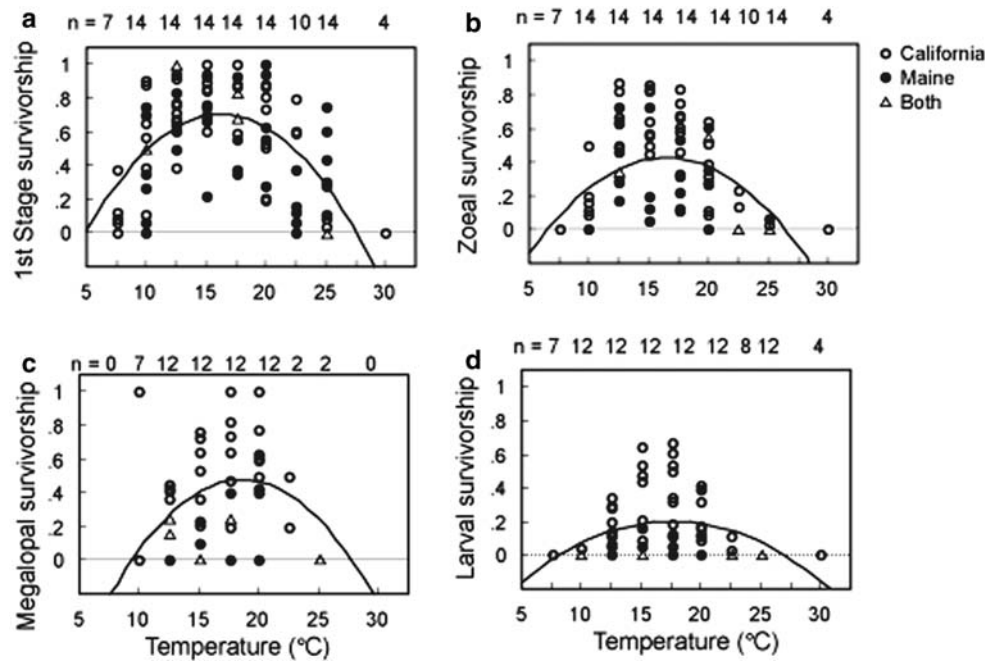 a
n = 7 14 14 14 14 14 10 14 4
1st Stage survivorship
1
.8
.6
.4
.2
0
5 10 15 20 25 30
b
n = 7 14 14 14 14 14 10 14 4
Zoeal survivorship
1
.8
.6
.4
.2
0
5 10 15 20 25 30
California
Maine
Both
c
n = 0 7 12 12 12 12 2 2 0
Megalopal survivorship
1
.8
.6
.4
.2
0
5 10 15 20 25 30
Temperature (°C)
d
n = 7 12 12 12 12 12 8 12 4
Larval survivorship
1
.8
.6
.4
.2
0
5 10 15 20 25 30
Temperature (°C)